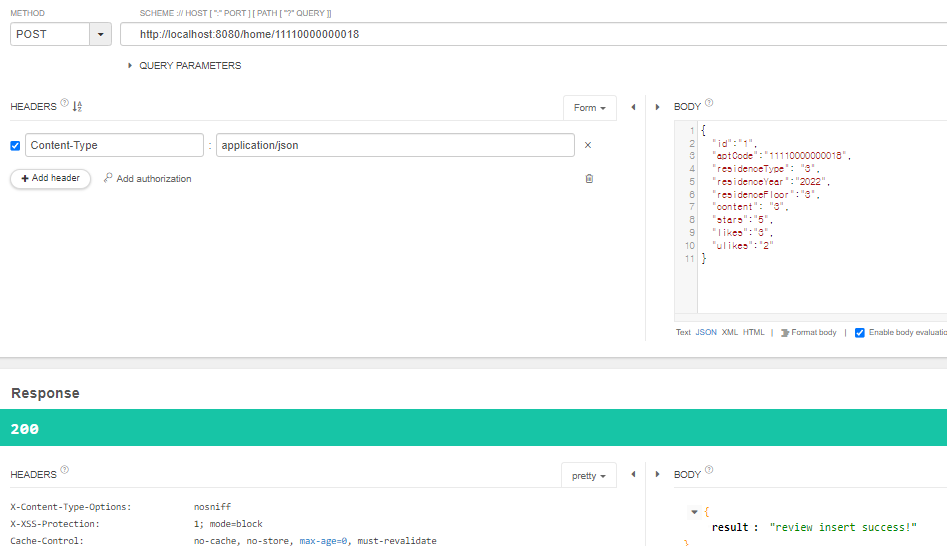 METHOD
SCHEME :// HOST [ ":" PORT ] [ PATH [ "?" QUERY ]]
POST
http://localhost:8080/home/11110000000018
QUERY PARAMETERS
HEADERS
Form
BODY
Content-Type : application/json
+ Add header
Add authorization
1 {
2 "id":"1",
3 "aptCode":"11110000000018",
4 "residenceType": "3",
5 "residenceYear":"2022",
6 "residenceFloor":"3",
7 "content": "3",
8 "stars":"5",
9 "likes":"3",
10 "ulikes":"2"
11 }
Text JSON XML HTML | Format body | Enable body evaluatio
Response
200
HEADERS
pretty
BODY
X-Content-Type-Options: nosniff
X-XSS-Protection: 1; mode=block
Cache-Control: no-cache, no-store, max-age=0, must-revalidate
{
result : "review insert success!"
}